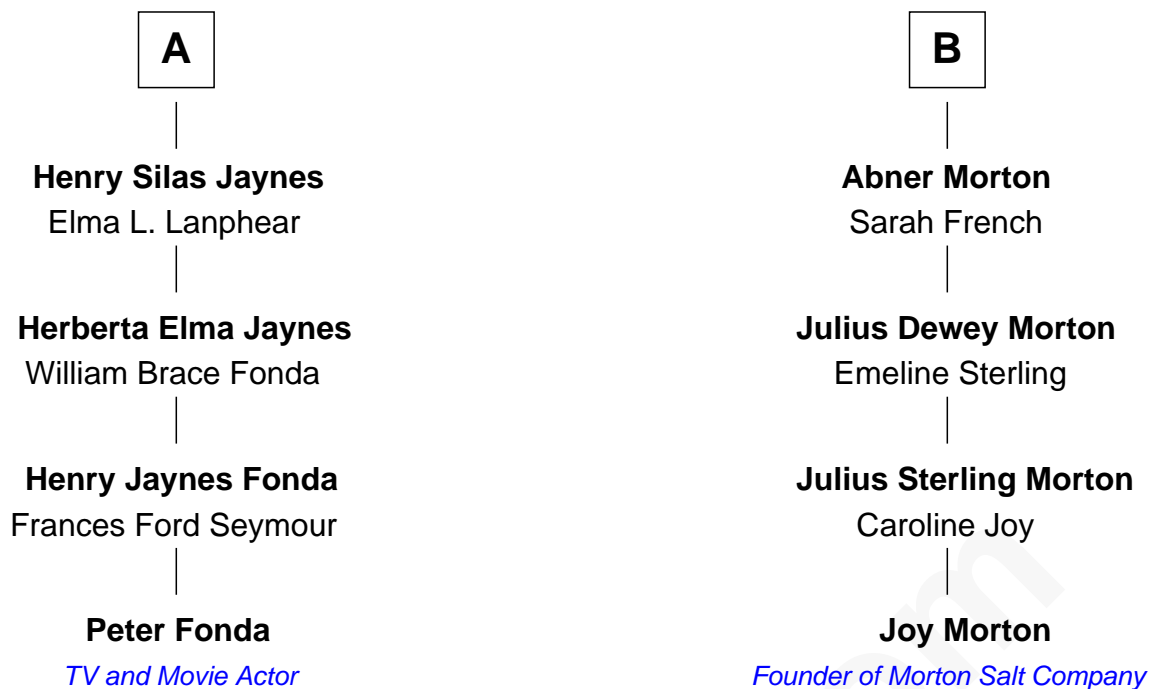 A
Henry Silas Jaynes
Elma L. Lanphear
Herberta Elma Jaynes
William Brace Fonda
Henry Jaynes Fonda
Frances Ford Seymour
Peter Fonda
TV and Movie Actor
B
Abner Morton
Sarah French
Julius Dewey Morton
Emeline Sterling
Julius Sterling Morton
Caroline Joy
Joy Morton
Founder of Morton Salt Company